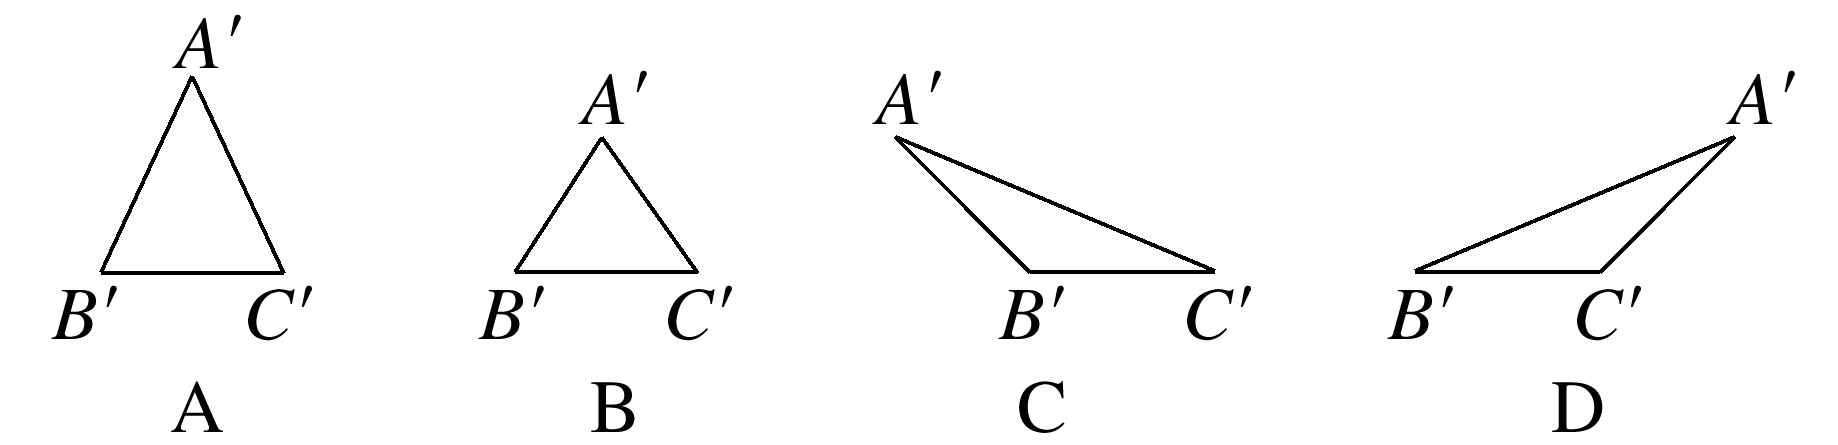 A′ A′ A′ A′
B′ C′ B′ C′ B′ C′ B′ C′
A B C D